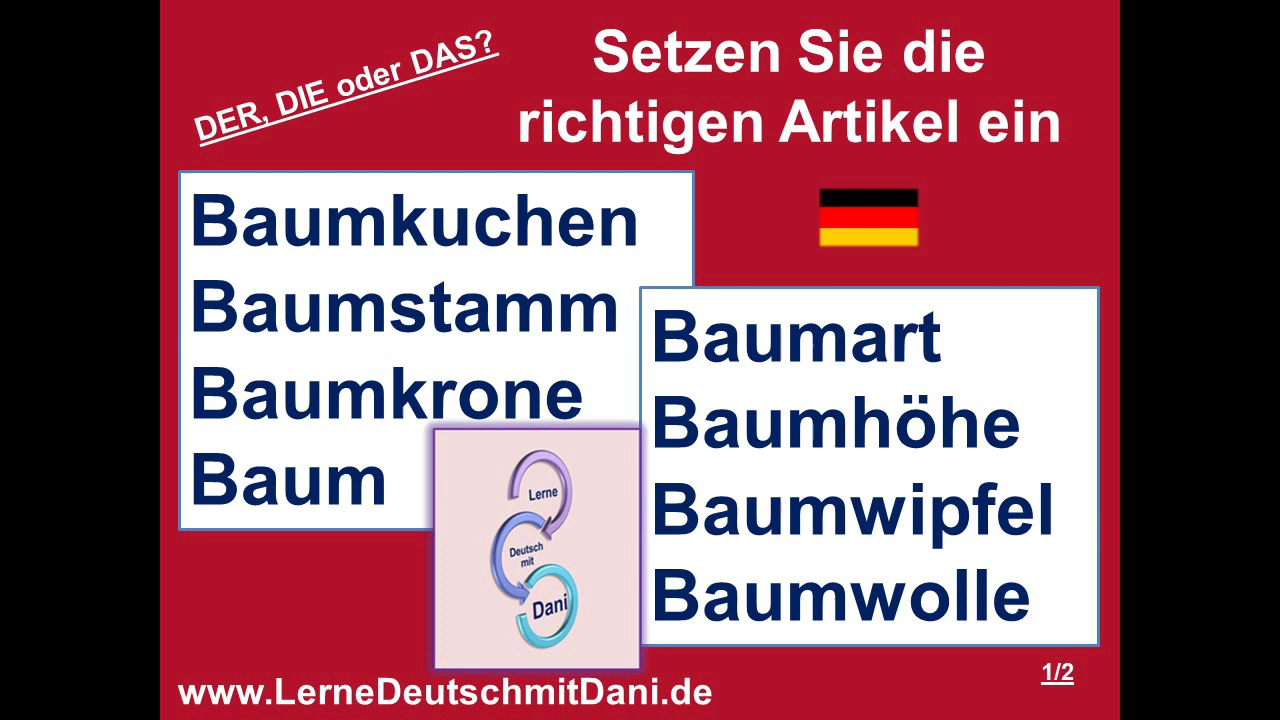 DER, DIE oder DAS?
Setzen Sie die
richtigen Artikel ein
Baumkuchen
Baumstamm
Baumkrone
Baum
Baumart
Baumhöhe
Baumwipfel
Baumwolle
Lerne
Deutsch
mit
Dani
1/2
www.LerneDeutschmitDani.de